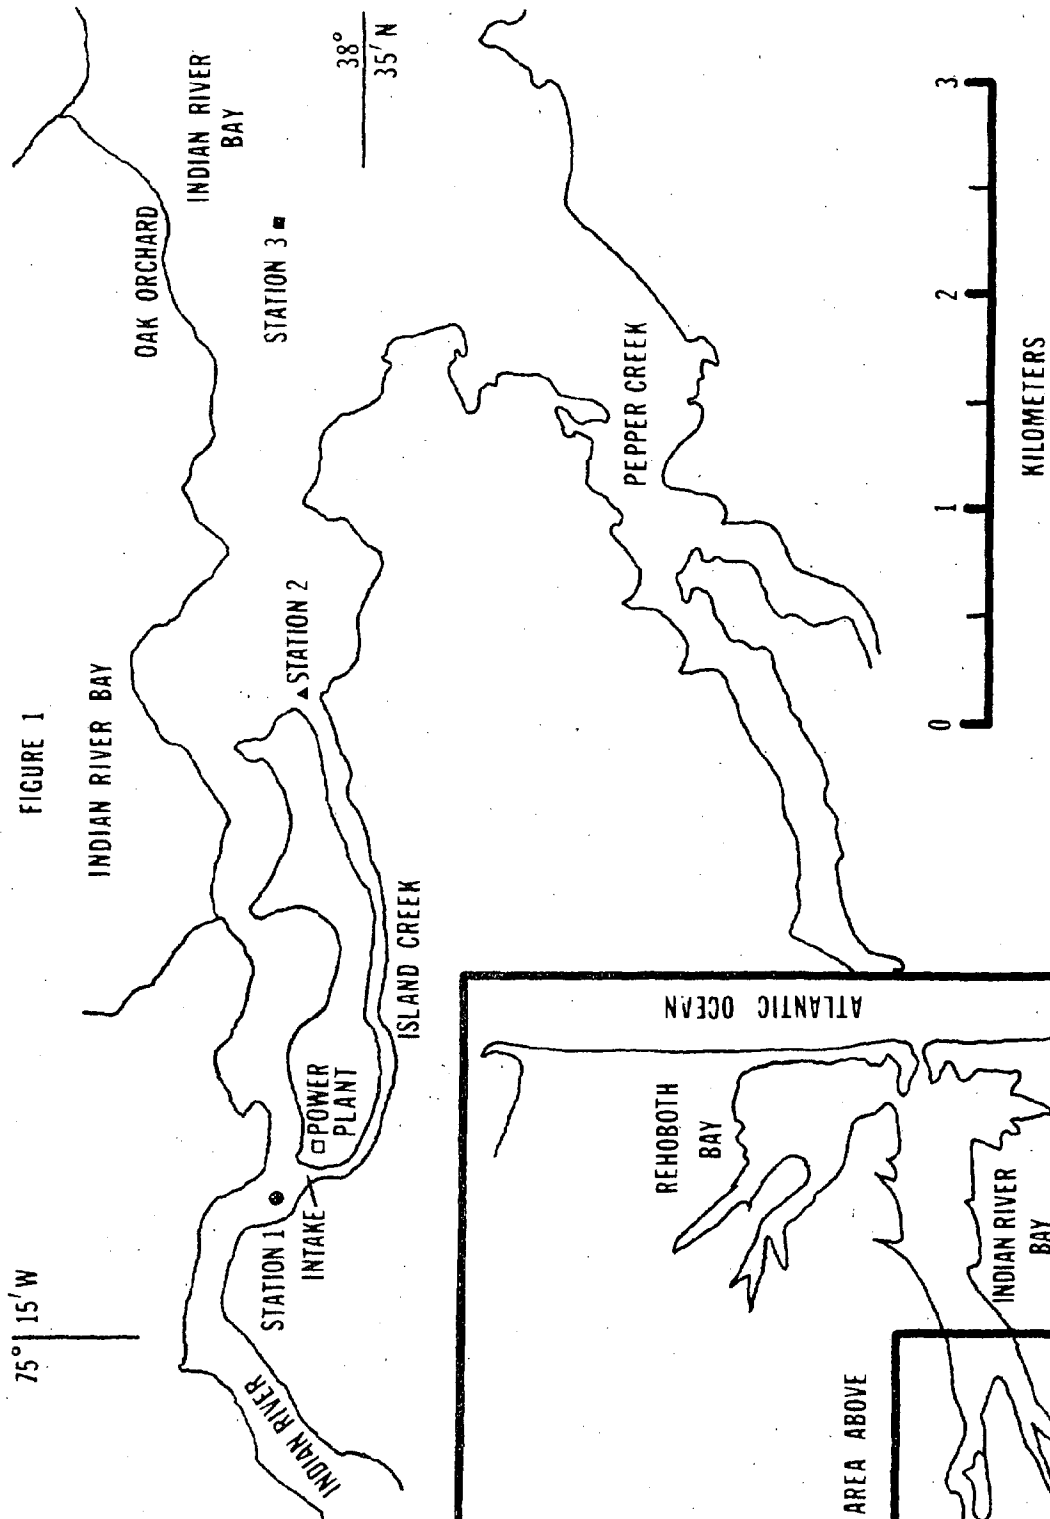 FIGURE 1
75° 15'W
INDIAN RIVER BAY
OAK ORCHARD
INDIAN RIVER
BAY
38°
35'N
STATION 3
STATION 2
STATION 1
INTAKE
POWER
PLANT
INDIAN RIVER
ISLAND CREEK
PEPPER CREEK
0 1 2 3
KILOMETERS
ATLANTIC OCEAN
REHOBOTH
BAY
INDIAN RIVER
BAY
AREA ABOVE